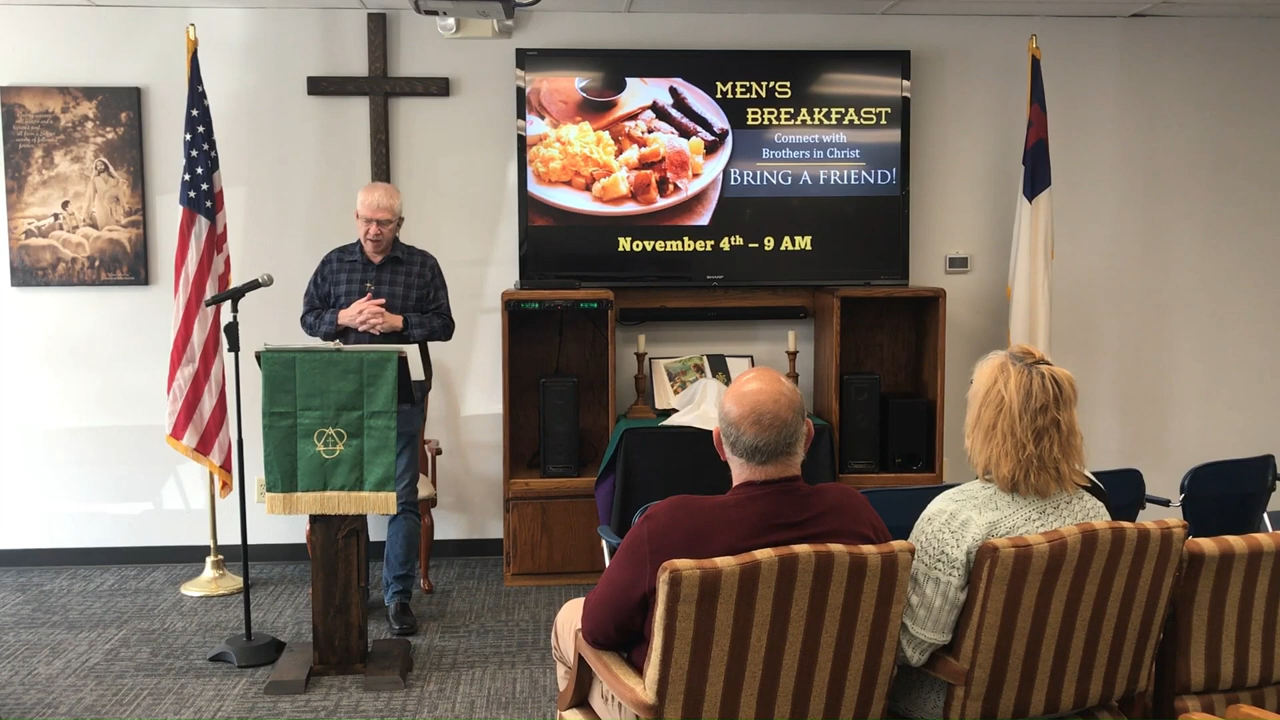 MEN'S
BREAKFAST
Connect with
Brothers in Christ
BRING A FRIEND!
November 4th – 9 AM
SHARP